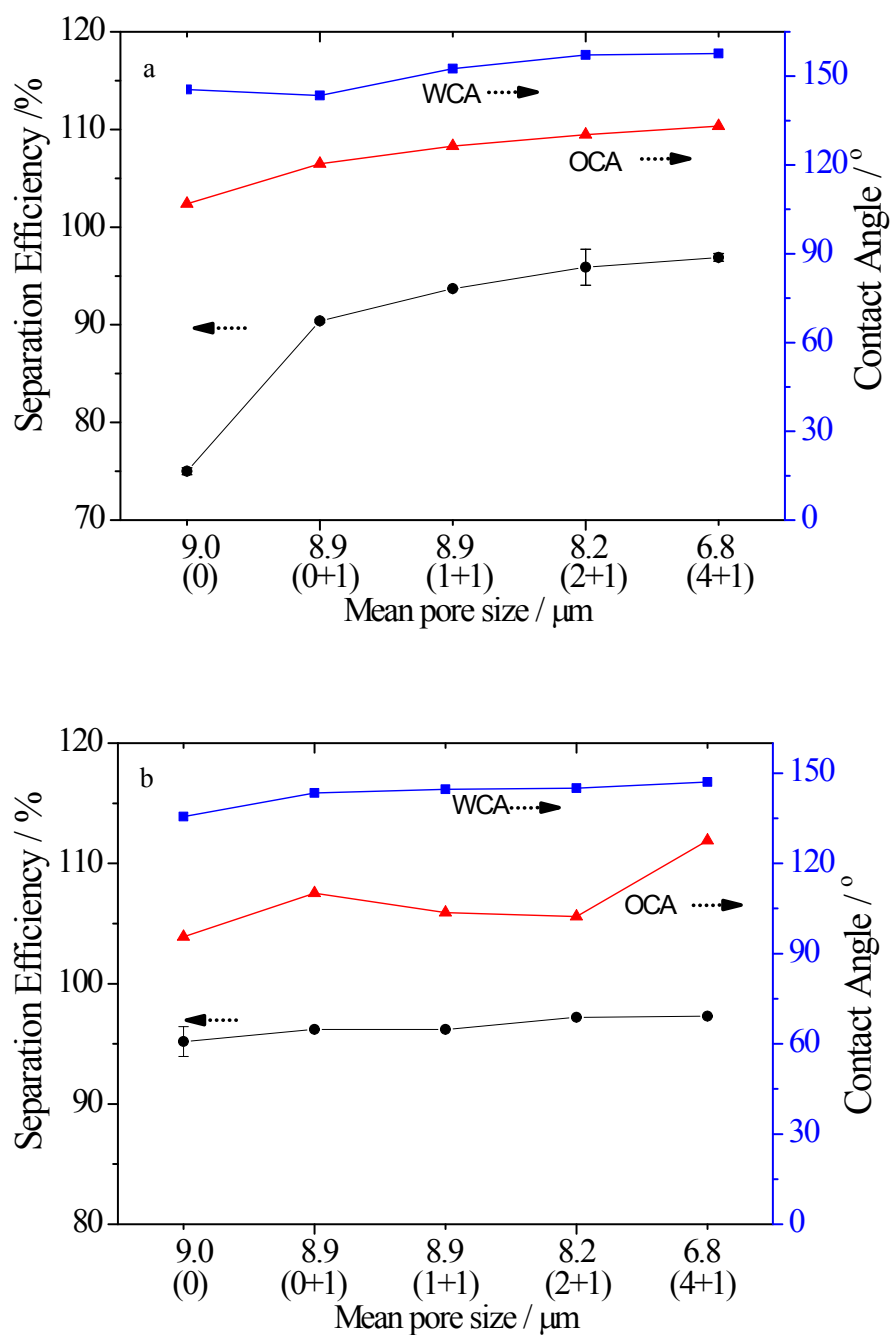 a
Separation Efficiency /%
120
110
100
90
80
70
WCA
OCA
150
120
90
60
30
0
Contact Angle / °
9.0 8.9 8.9 8.2 6.8
(0) (0+1) (1+1) (2+1) (4+1)
Mean pore size / μm
b
Separation Efficiency / %
120
110
100
90
80
WCA
OCA
150
120
90
60
30
0
Contact Angle / °
9.0 8.9 8.9 8.2 6.8
(0) (0+1) (1+1) (2+1) (4+1)
Mean pore size / μm